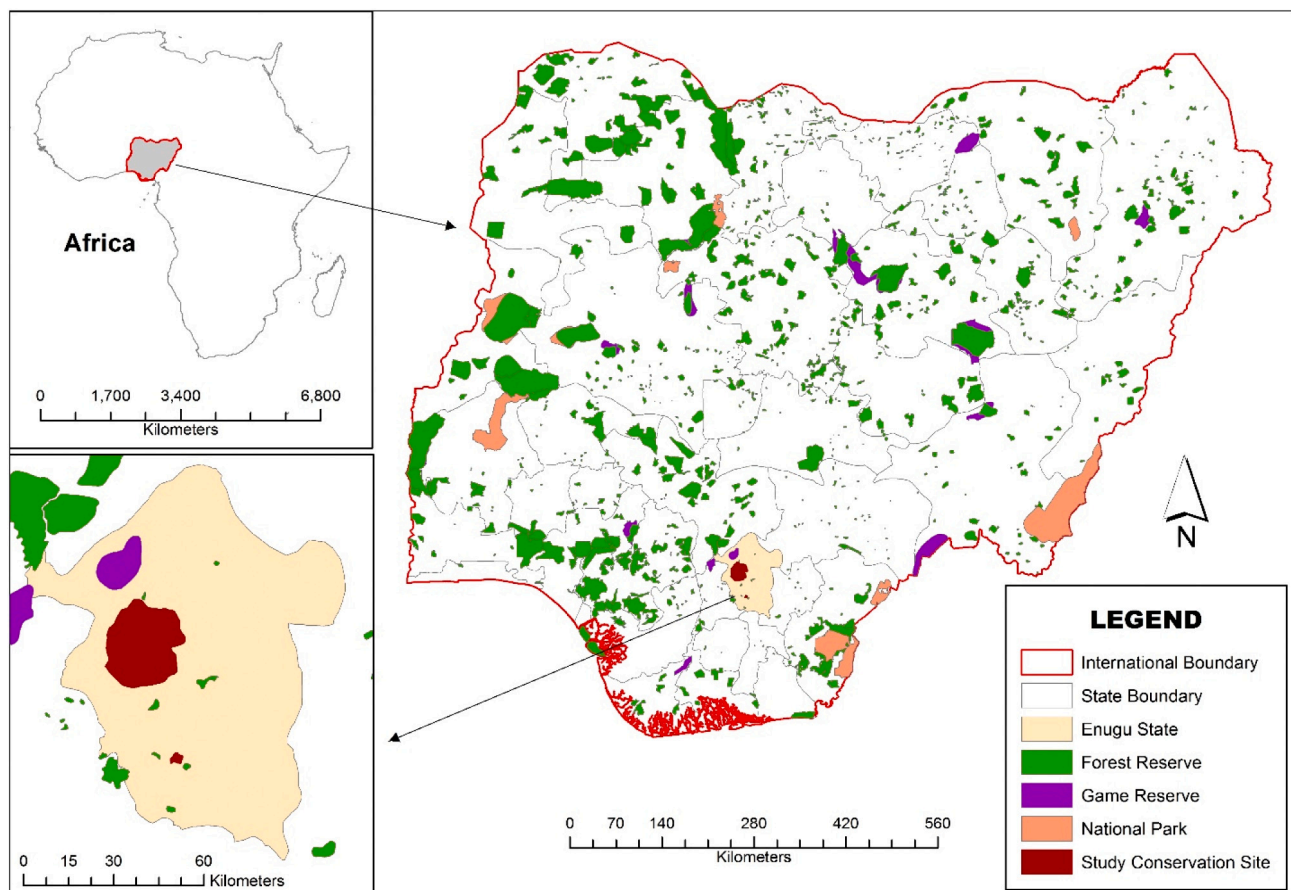 Africa
0 1,700 3,400 6,800
Kilometers
0 15 30 60
Kilometers
N
0 70 140 280 420 560
Kilometers
LEGEND
International Boundary
State Boundary
Enugu State
Forest Reserve
Game Reserve
National Park
Study Conservation Site